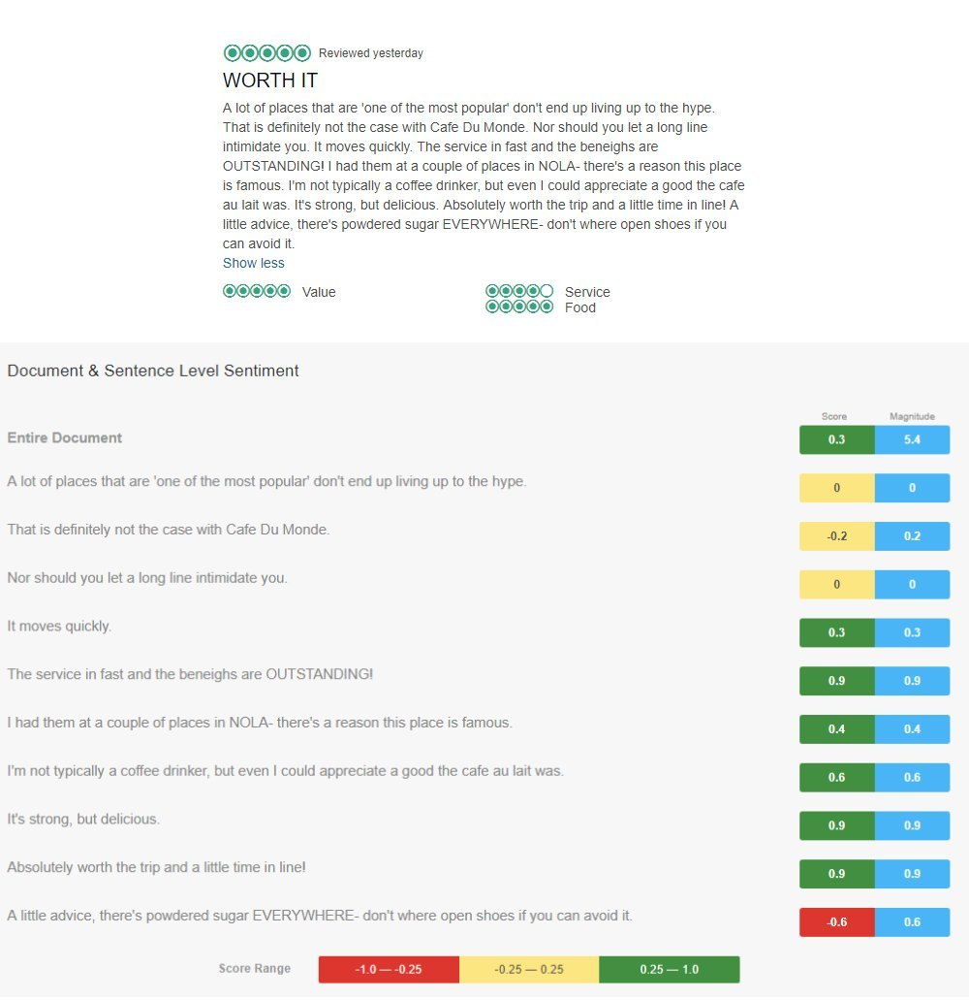 Reviewed yesterday
WORTH IT
A lot of places that are 'one of the most popular' don't end up living up to the hype.
That is definitely not the case with Cafe Du Monde. Nor should you let a long line
intimidate you. It moves quickly. The service in fast and the beneighs are
OUTSTANDING! I had them at a couple of places in NOLA- there's a reason this place
is famous. I'm not typically a coffee drinker, but even I could appreciate a good the cafe
au lait was. It's strong, but delicious. Absolutely worth the trip and a little time in line! A
little advice, there's powdered sugar EVERYWHERE- don't where open shoes if you
can avoid it.
Show less
Value Service
Food
Document & Sentence Level Sentiment
Score Magnitude
Entire Document 0.3 5.4
A lot of places that are 'one of the most popular' don't end up living up to the hype. 0 0
That is definitely not the case with Cafe Du Monde. -0.2 0.2
Nor should you let a long line intimidate you. 0 0
It moves quickly. 0.3 0.3
The service in fast and the beneighs are OUTSTANDING! 0.9 0.9
I had them at a couple of places in NOLA- there's a reason this place is famous. 0.4 0.4
I'm not typically a coffee drinker, but even I could appreciate a good the cafe au lait was. 0.6 0.6
It's strong, but delicious. 0.9 0.9
Absolutely worth the trip and a little time in line! 0.9 0.9
A little advice, there's powdered sugar EVERYWHERE- don't where open shoes if you can avoid it. -0.6 0.6
Score Range -1.0 — -0.25 -0.25 — 0.25 0.25 — 1.0